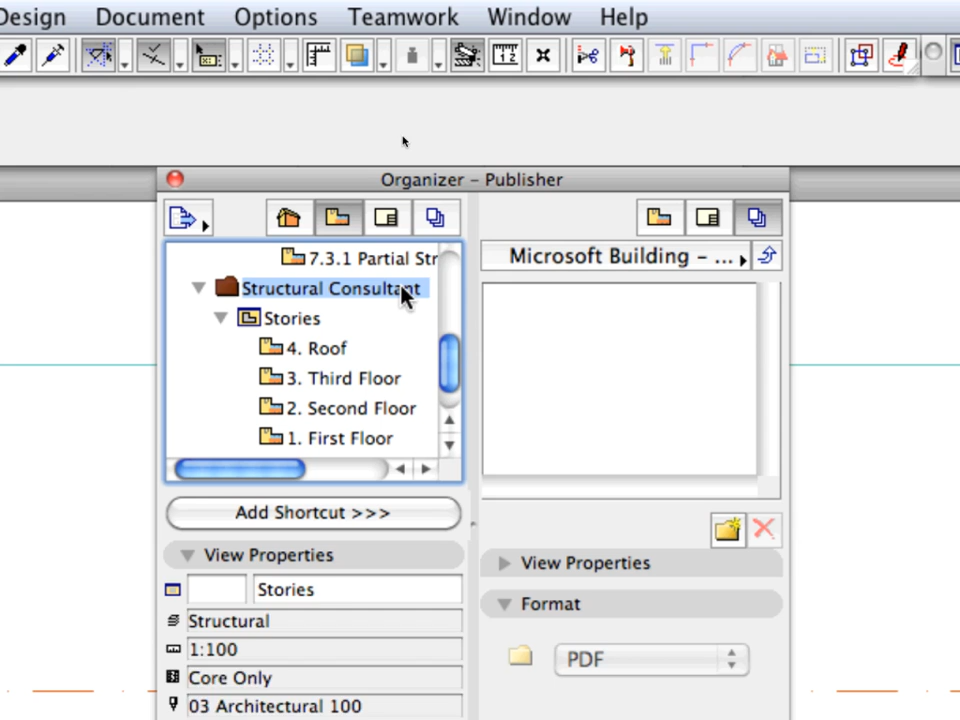 Design Document Options Teamwork Window Help
Organizer – Publisher
7.3.1 Partial Str
Microsoft Building – ...
Structural Consultant
Stories
4. Roof
3. Third Floor
2. Second Floor
1. First Floor
Add Shortcut >>>
View Properties
View Properties
Stories
Format
Structural
1:100
PDF
Core Only
03 Architectural 100